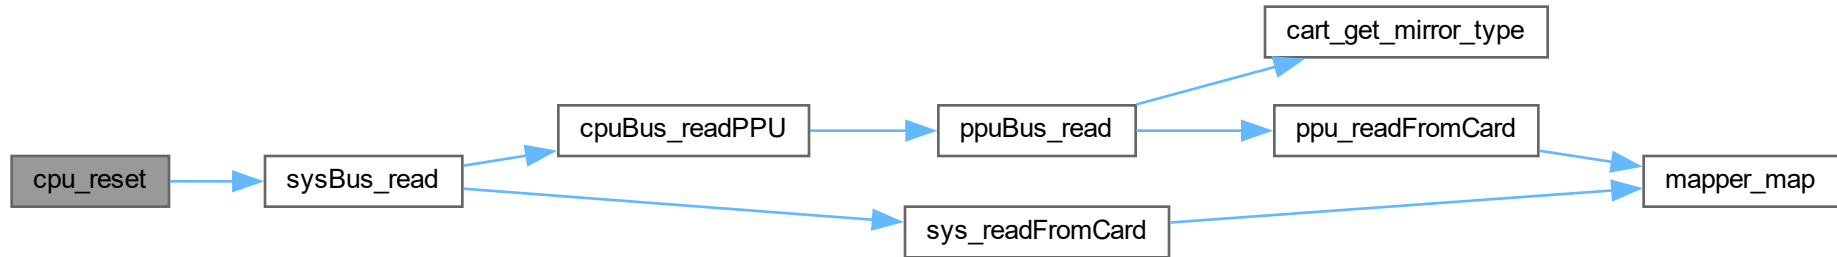 cart_get_mirror_type
cpuBus_readPPU
ppuBus_read
ppu_readFromCard
cpu_reset
sysBus_read
mapper_map
sys_readFromCard